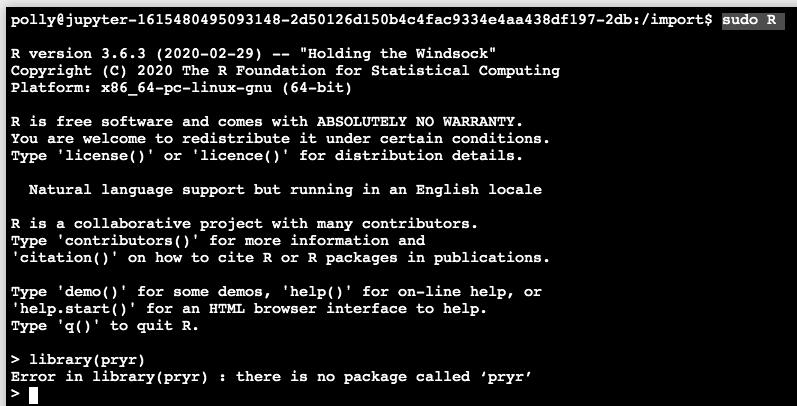 polly@jupyter-1615480495093148-2d50126d150b4c4fac9334e4aa438df197-2db:/import$ sudo R
R version 3.6.3 (2020-02-29) -- "Holding the Windsock"
Copyright (C) 2020 The R Foundation for Statistical Computing
Platform: x86_64-pc-linux-gnu (64-bit)
R is free software and comes with ABSOLUTELY NO WARRANTY.
You are welcome to redistribute it under certain conditions.
Type 'license()' or 'licence()' for distribution details.
Natural language support but running in an English locale
R is a collaborative project with many contributors.
Type 'contributors()' for more information and
'citation()' on how to cite R or R packages in publications.
Type 'demo()' for some demos, 'help()' for on-line help, or
'help.start()' for an HTML browser interface to help.
Type 'q()' to quit R.
> library(pryr)
Error in library(pryr) : there is no package called ‘pryr’
>